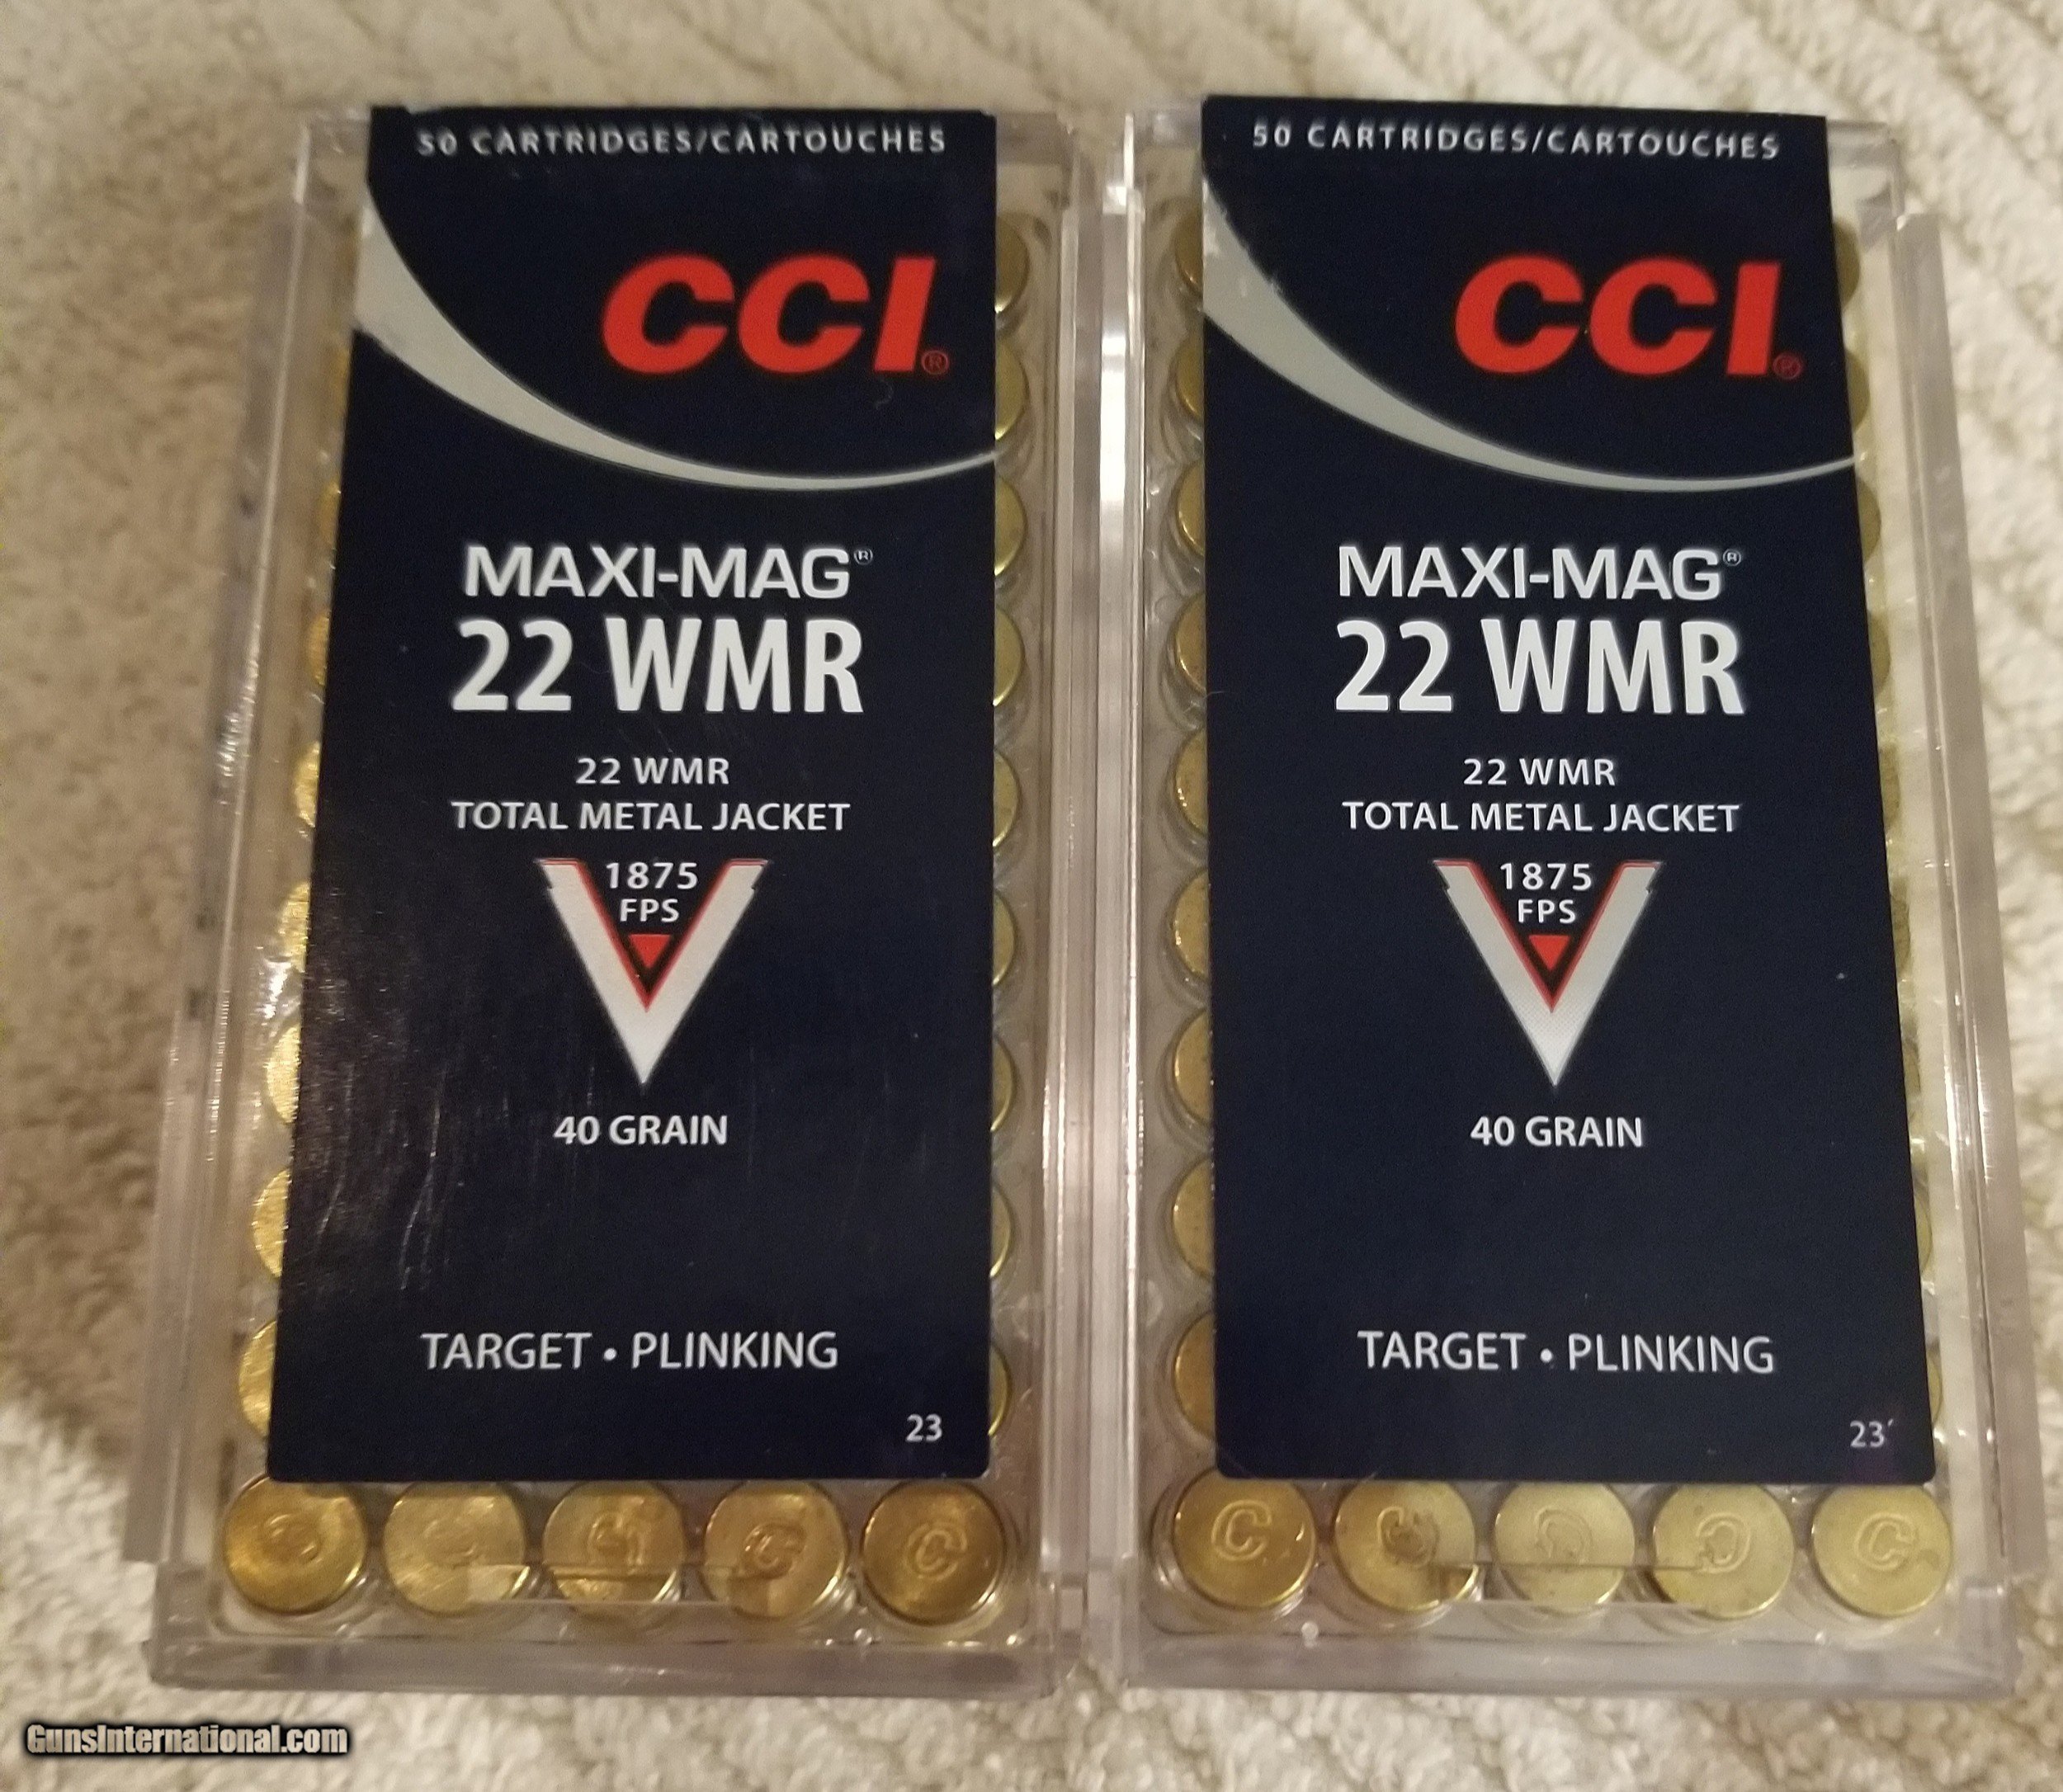 50 CARTRIDGES/CARTOUCHES
CCI®
MAXI-MAG®
22 WMR
22 WMR
TOTAL METAL JACKET
1875
FPS
40 GRAIN
TARGET • PLINKING
23
C
C
C
C
50 CARTRIDGES/CARTOUCHES
CCI®
MAXI-MAG®
22 WMR
22 WMR
TOTAL METAL JACKET
1875
FPS
40 GRAIN
TARGET • PLINKING
23
C
C
C
C
C
GunsInternational.com